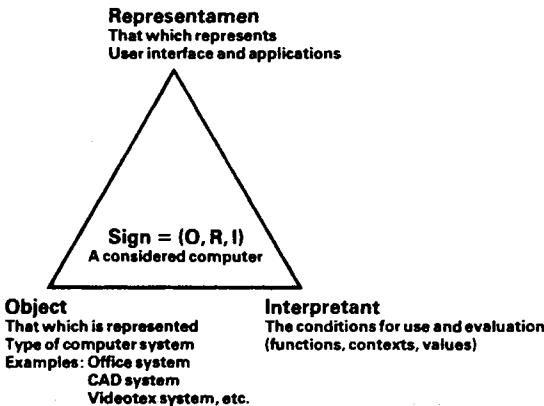 Representamen
That which represents
User interface and applications
Sign = (O, R, I)
A considered computer
Object
That which is represented
Type of computer system
Examples: Office system
CAD system
Videotex system, etc.
Interpretant
The conditions for use and evaluation
(functions, contexts, values)